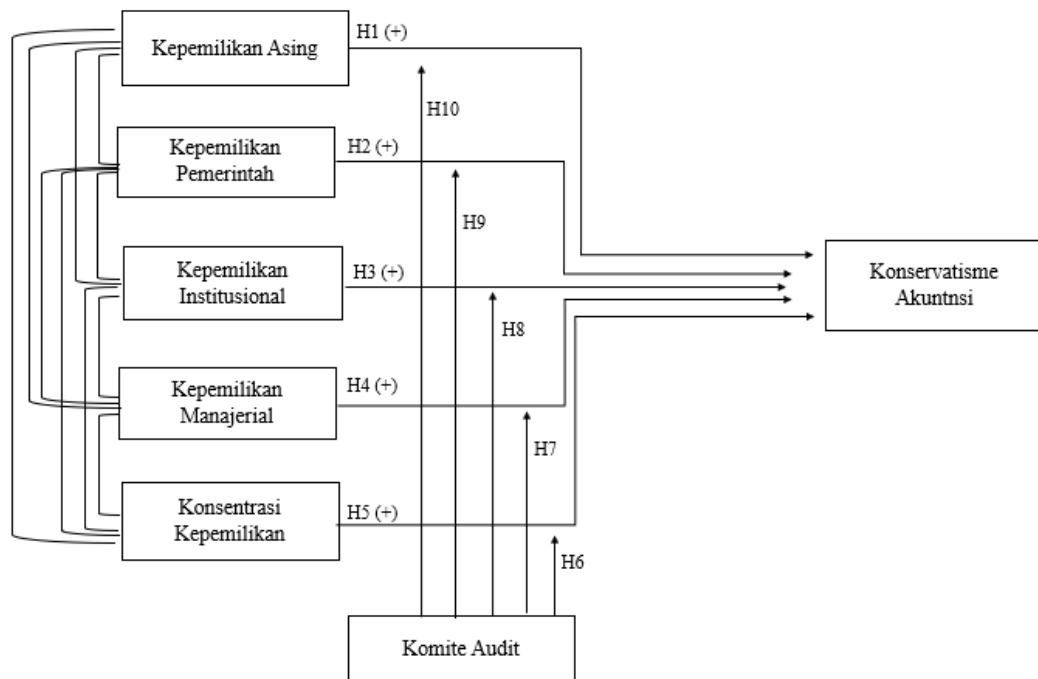 Kepemilikan Asing
H1 (+)
H10
Kepemilikan
Pemerintah
H2 (+)
H9
Kepemilikan
Institusional
H3 (+)
Konservatisme
Akuntnsi
H8
Kepemilikan
Manajerial
H4 (+)
H7
Konsentrasi
Kepemilikan
H5 (+)
H6
Komite Audit